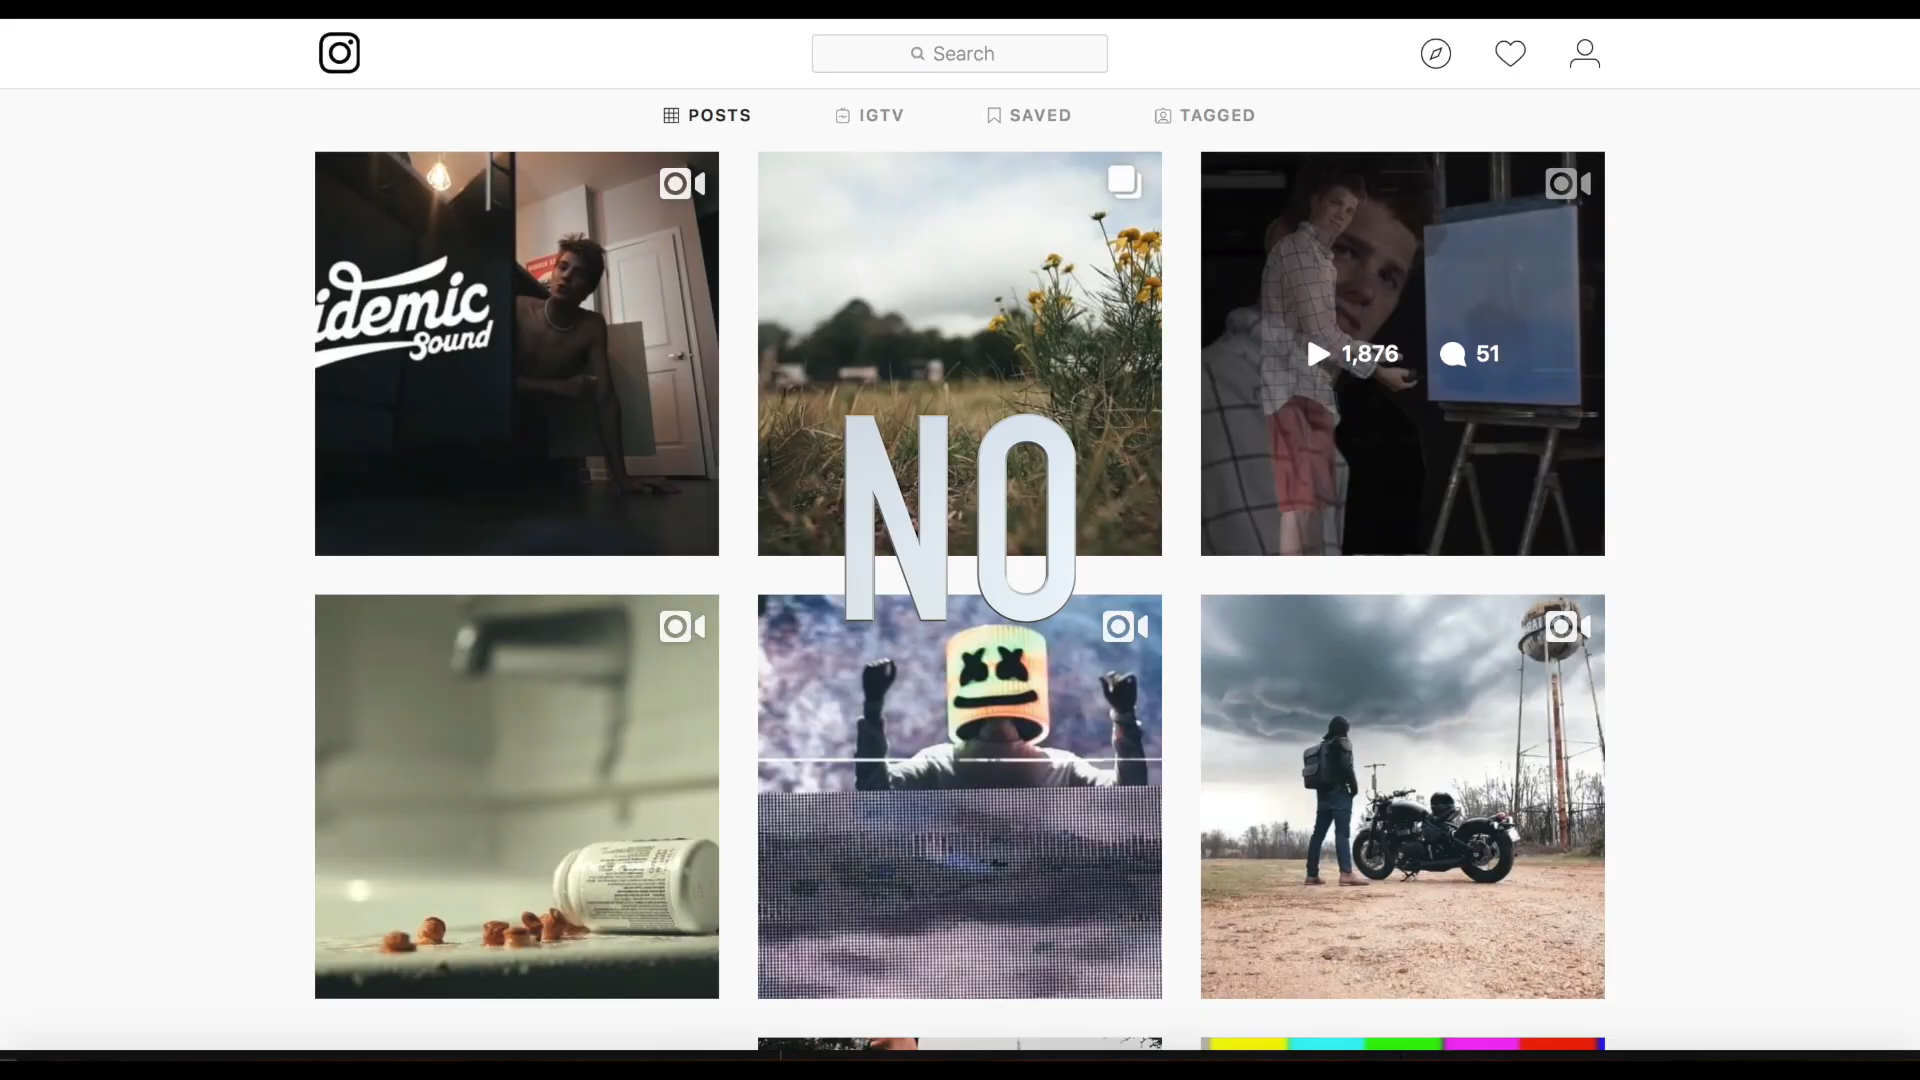 Search
POSTS
IGTV
SAVED
TAGGED
idemic
Sound
1,876
51
NO